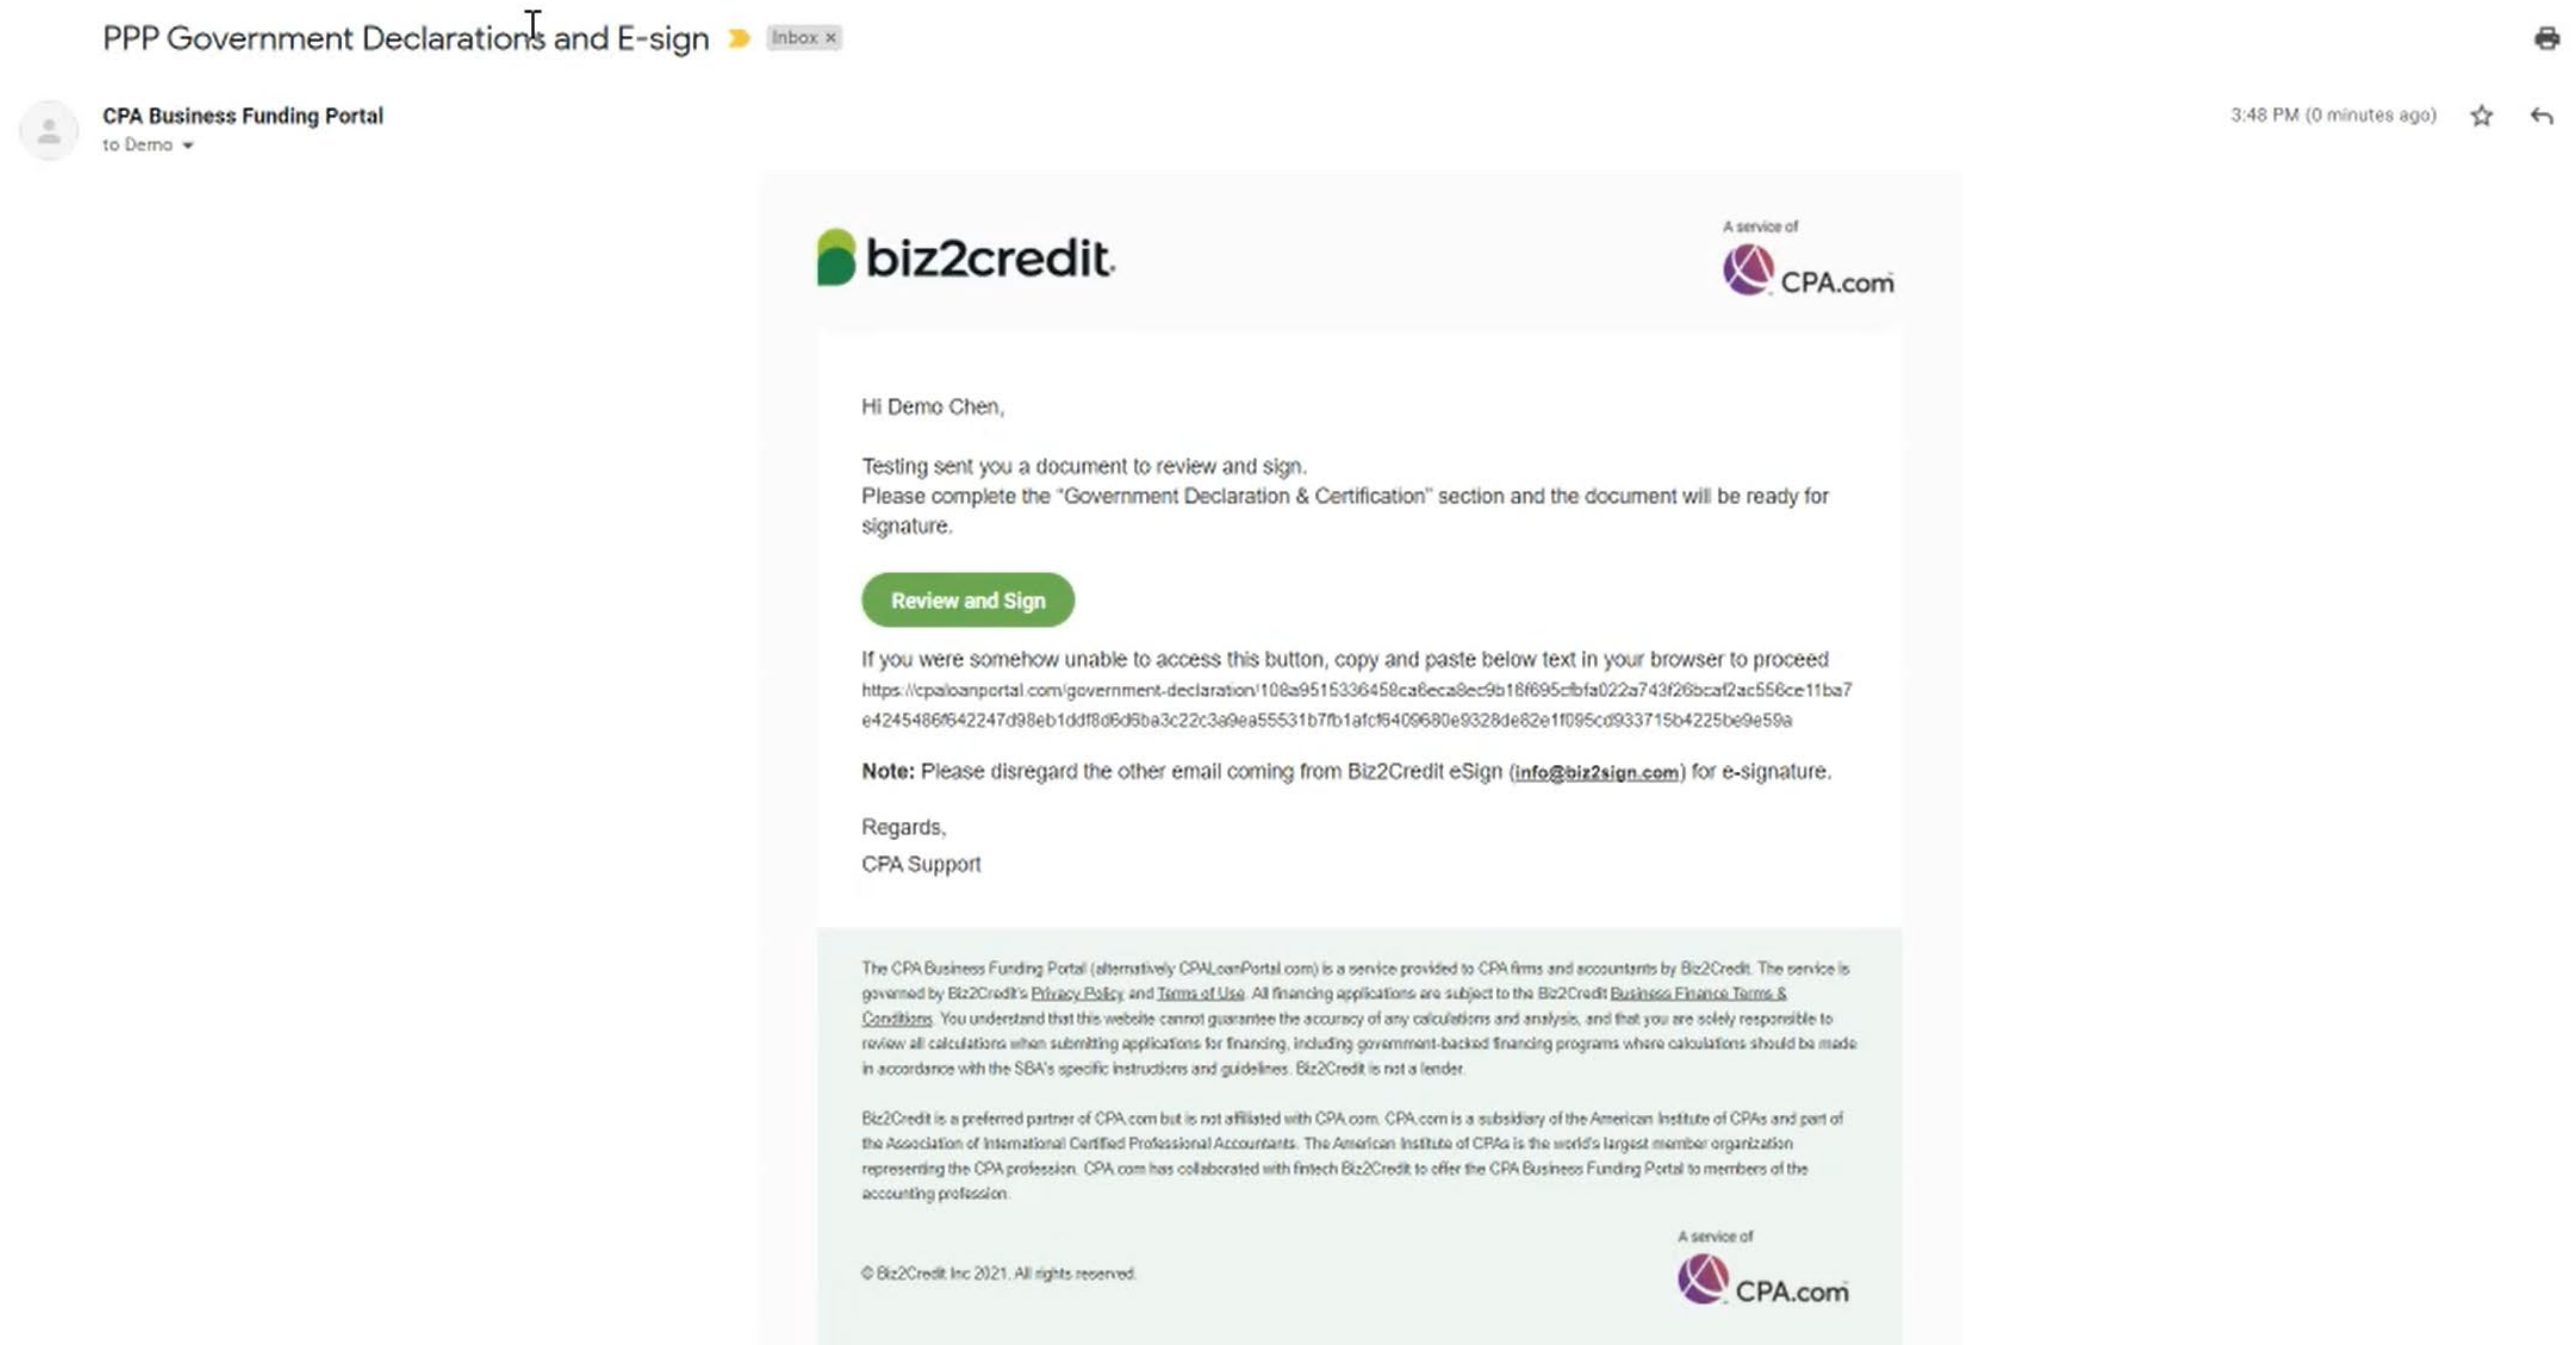 PPP Government Declarations and E-sign Inbox ×
CPA Business Funding Portal 3:48 PM (0 minutes ago)
to Demo
biz2credit.
A service of
CPA.com
Hi Demo Chen,
Testing sent you a document to review and sign.
Please complete the "Government Declaration & Certification" section and the document will be ready for
signature.
Review and Sign
If you were somehow unable to access this button, copy and paste below text in your browser to proceed
https://cpaloanportal.com/government-declaration/
Note: Please disregard the other email coming from Biz2Credit eSign (info@biz2sign.com) for e-signature.
Regards,
CPA Support
The CPA Business Funding Portal (alternatively CPALoanPortal.com) is a service provided to CPA firms and accountants by Biz2Credit. The service is
governed by Biz2Credit's Privacy Policy and Terms of Use. All financing applications are subject to the Biz2Credit Business Finance Terms &
Conditions. You understand that this website cannot guarantee the accuracy of any calculations and analysis, and that you are solely responsible to
review all calculations when submitting applications for financing, including government-backed financing programs where calculations should be made
in accordance with the SBA's specific instructions and guidelines. Biz2Credit is not a lender.
Biz2Credit is a preferred partner of CPA.com but is not affiliated with CPA.com. CPA.com is a subsidiary of the American Institute of CPAs and part of
the Association of International Certified Professional Accountants. The American Institute of CPAs is the world's largest member organization
representing the CPA profession. CPA.com has collaborated with fintech Biz2Credit to offer the CPA Business Funding Portal to members of the
accounting profession.
© Biz2Credit Inc 2021. All rights reserved.
A service of
CPA.com